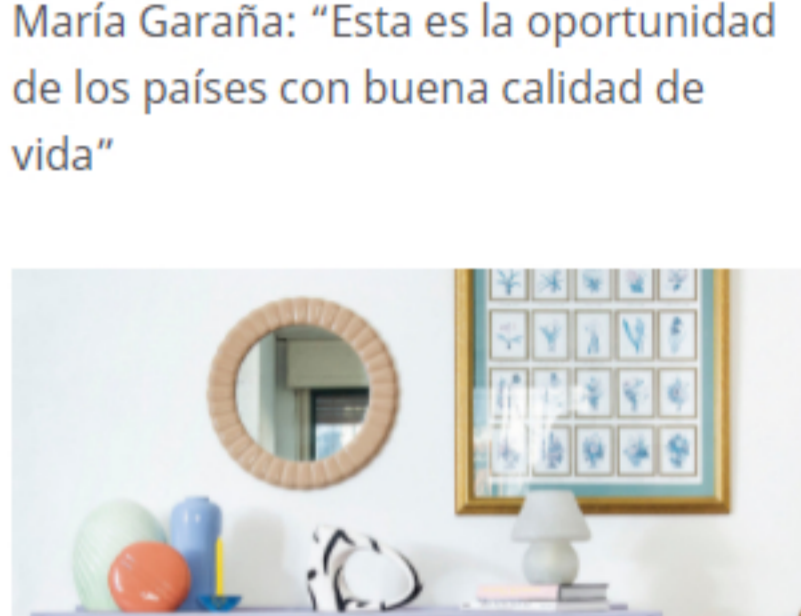 María Garaña: “Esta es la oportunidad
de los países con buena calidad de
vida”